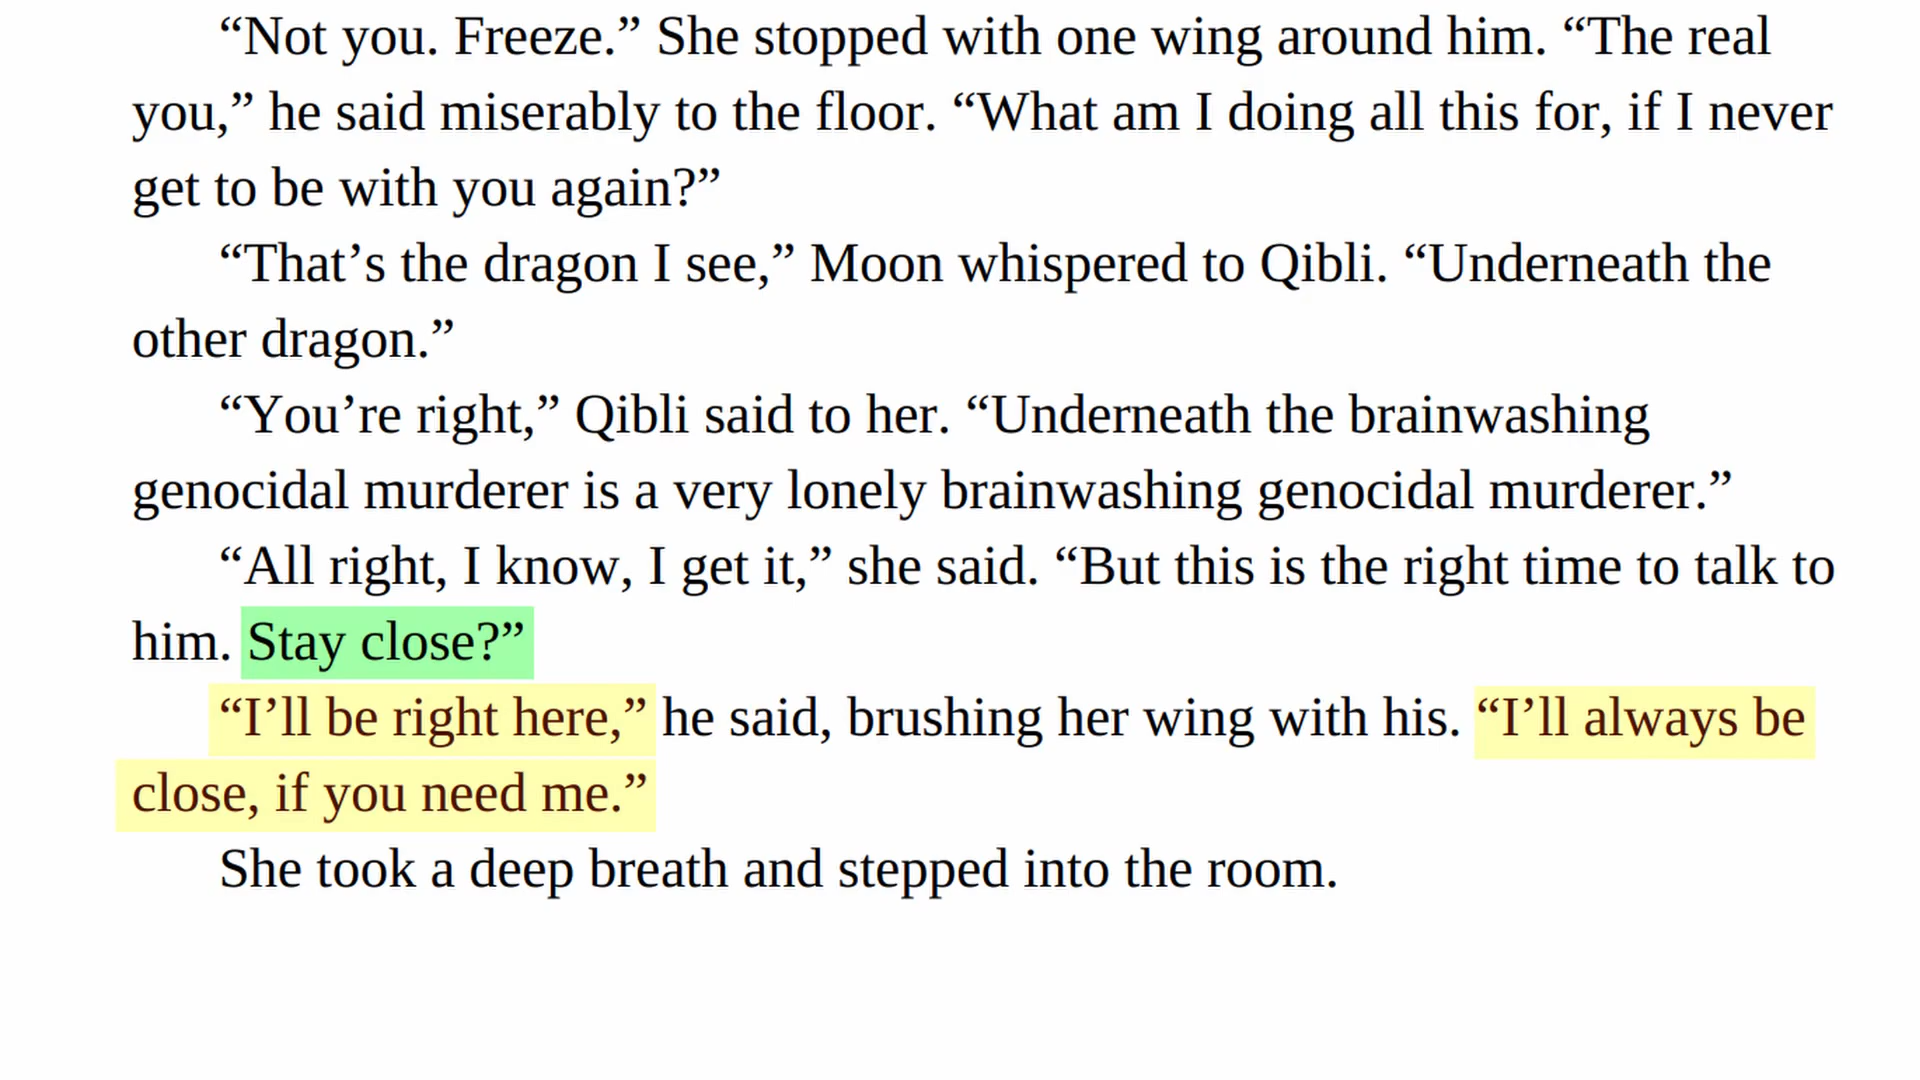 “Not you. Freeze.” She stopped with one wing around him. “The real
you,” he said miserably to the floor. “What am I doing all this for, if I never
get to be with you again?”
“That’s the dragon I see,” Moon whispered to Qibli. “Underneath the
other dragon.”
“You’re right,” Qibli said to her. “Underneath the brainwashing
genocidal murderer is a very lonely brainwashing genocidal murderer.”
“All right, I know, I get it,” she said. “But this is the right time to talk to
him. Stay close?”
“I’ll be right here,” he said, brushing her wing with his. “I’ll always be
close, if you need me.”
She took a deep breath and stepped into the room.